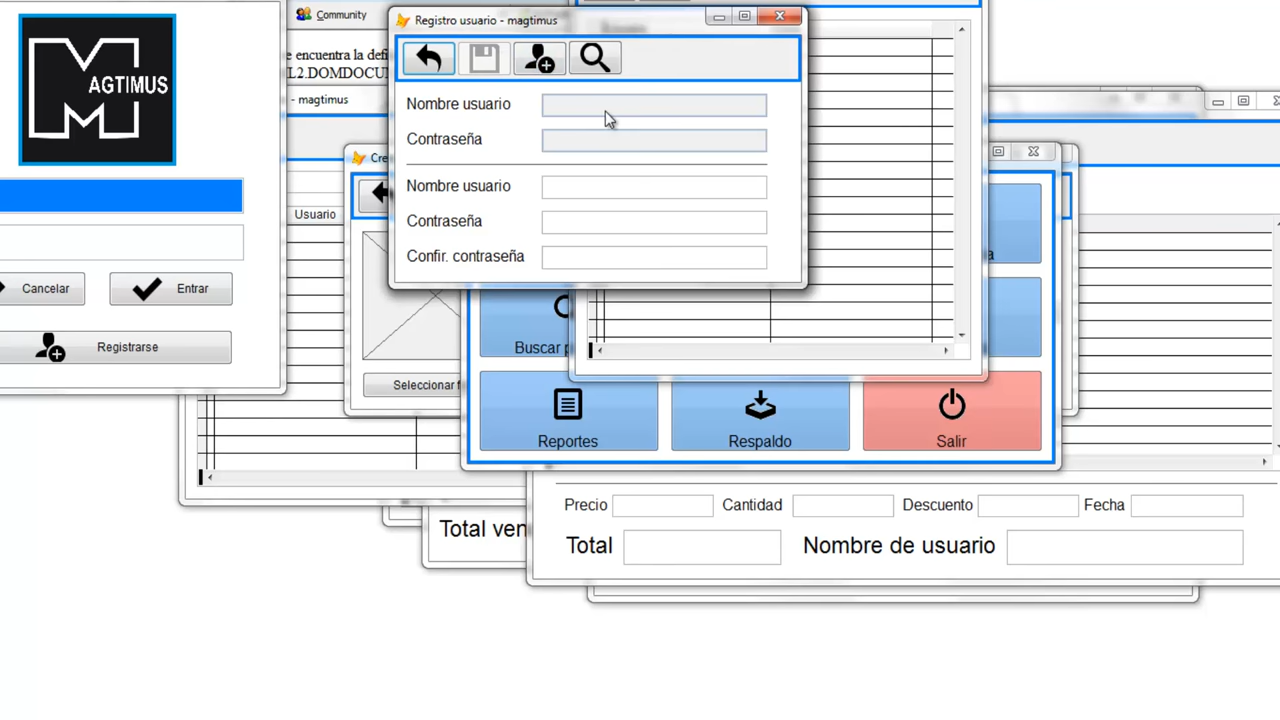 Community
Registro usuario - magtimus
e encuentra la defi
L2.DOMDOCU
AGTIMUS
- magtimus
Nombre usuario
Contraseña
Cre
Nombre usuario
Usuario
Contraseña
Confir. contraseña
a
Cancelar
Entrar
Registrarse
Buscar p
Seleccionar f
Reportes
Respaldo
Salir
Precio
Cantidad
Descuento
Fecha
Total ven
Total
Nombre de usuario